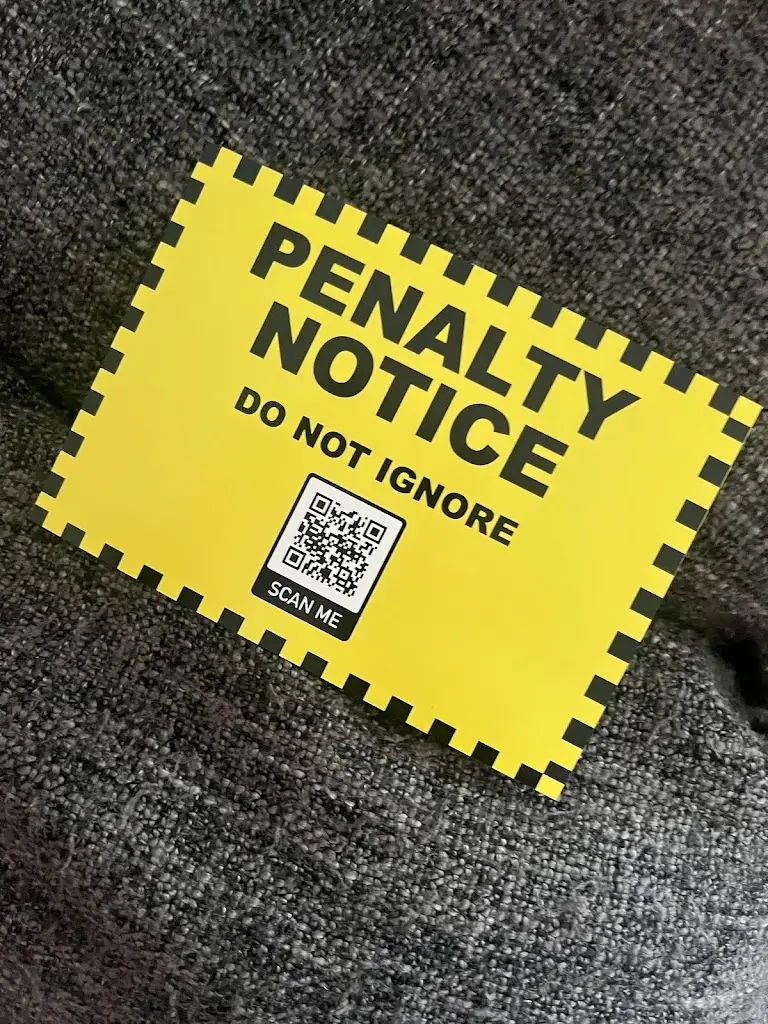 PENALTY
NOTICE
DO NOT IGNORE
SCAN ME